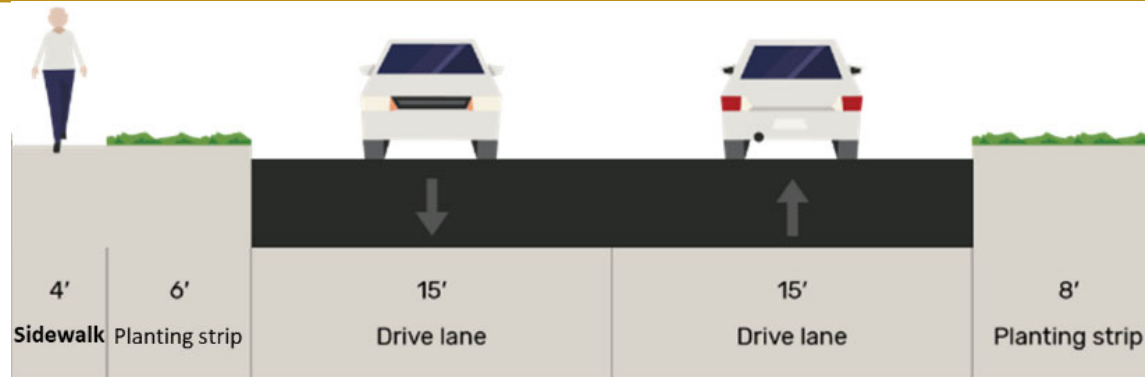 4′ 6′ 15′ 15′ 8′
Sidewalk Planting strip Drive lane Drive lane Planting strip